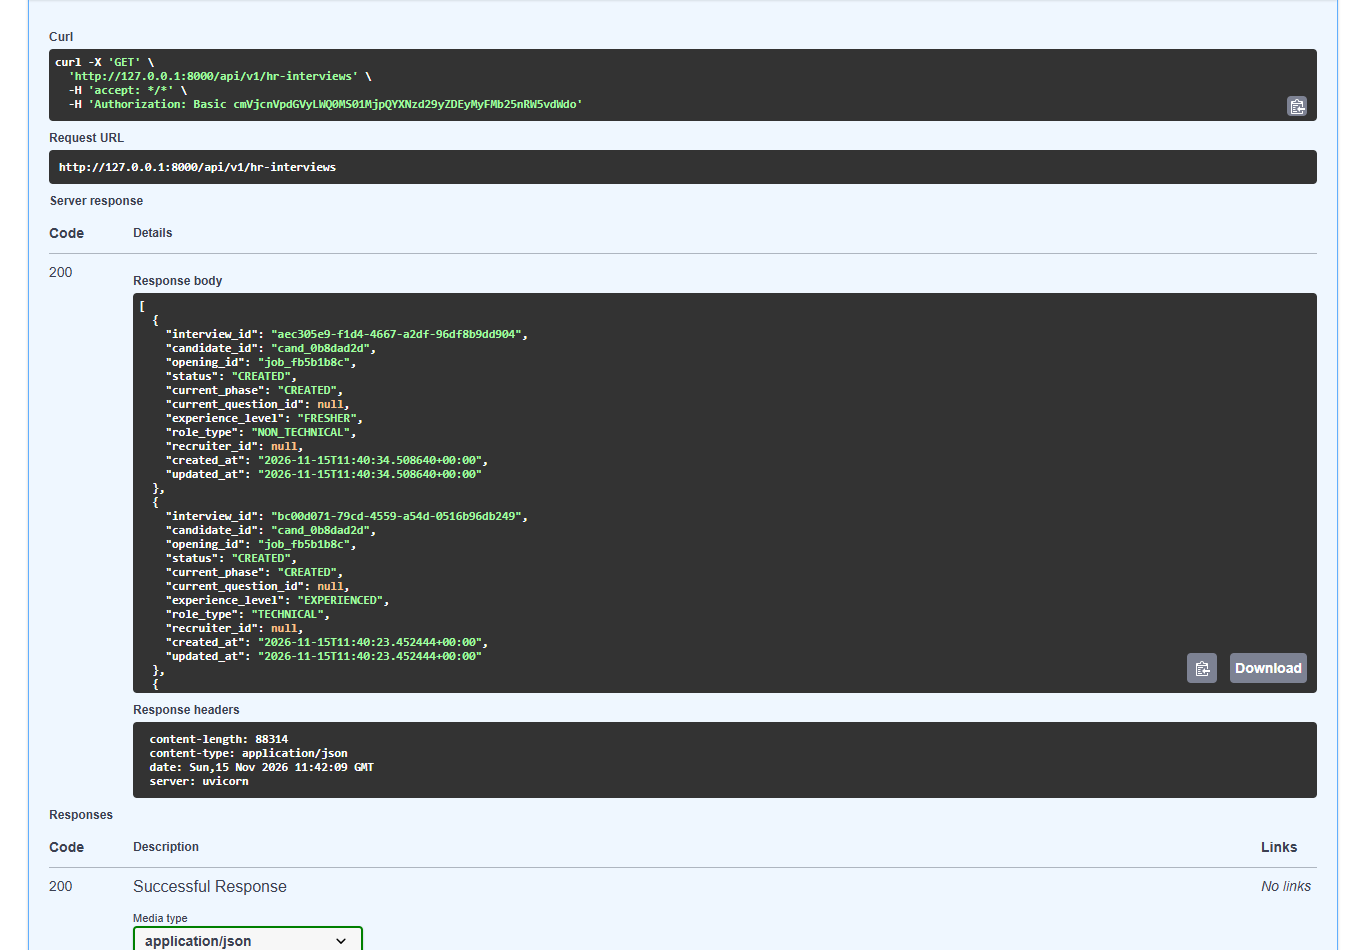 Curl
curl -X 'GET' \
'http://127.0.0.1:8000/api/v1/hr-interviews' \
-H 'accept: */*' \
-H 'Authorization: Basic cmVjcnVpdGVyLWQ0MS01MjpQYXNzd29yZDEyMyFMb25nRW5vdWdo'
Request URL
http://127.0.0.1:8000/api/v1/hr-interviews
Server response
Code Details
200
Response body
[
{
"interview_id": "aec305e9-f1d4-4667-a2df-96df8b9dd904",
"candidate_id": "cand_0b8dad2d",
"opening_id": "job_fb5b1b8c",
"status": "CREATED",
"current_phase": "CREATED",
"current_question_id": null,
"experience_level": "FRESHER",
"role_type": "NON_TECHNICAL",
"recruiter_id": null,
"created_at": "2026-11-15T11:40:34.508640+00:00",
"updated_at": "2026-11-15T11:40:34.508640+00:00"
},
{
"interview_id": "bc00d071-79cd-4559-a54d-0516b96db249",
"candidate_id": "cand_0b8dad2d",
"opening_id": "job_fb5b1b8c",
"status": "CREATED",
"current_phase": "CREATED",
"current_question_id": null,
"experience_level": "EXPERIENCED",
"role_type": "TECHNICAL",
"recruiter_id": null,
"created_at": "2026-11-15T11:40:23.452444+00:00",
"updated_at": "2026-11-15T11:40:23.452444+00:00"
},
{
Download
Response headers
content-length: 88314
content-type: application/json
date: Sun,15 Nov 2026 11:42:09 GMT
server: uvicorn
Responses
Code Description Links
200 Successful Response No links
Media type
application/json